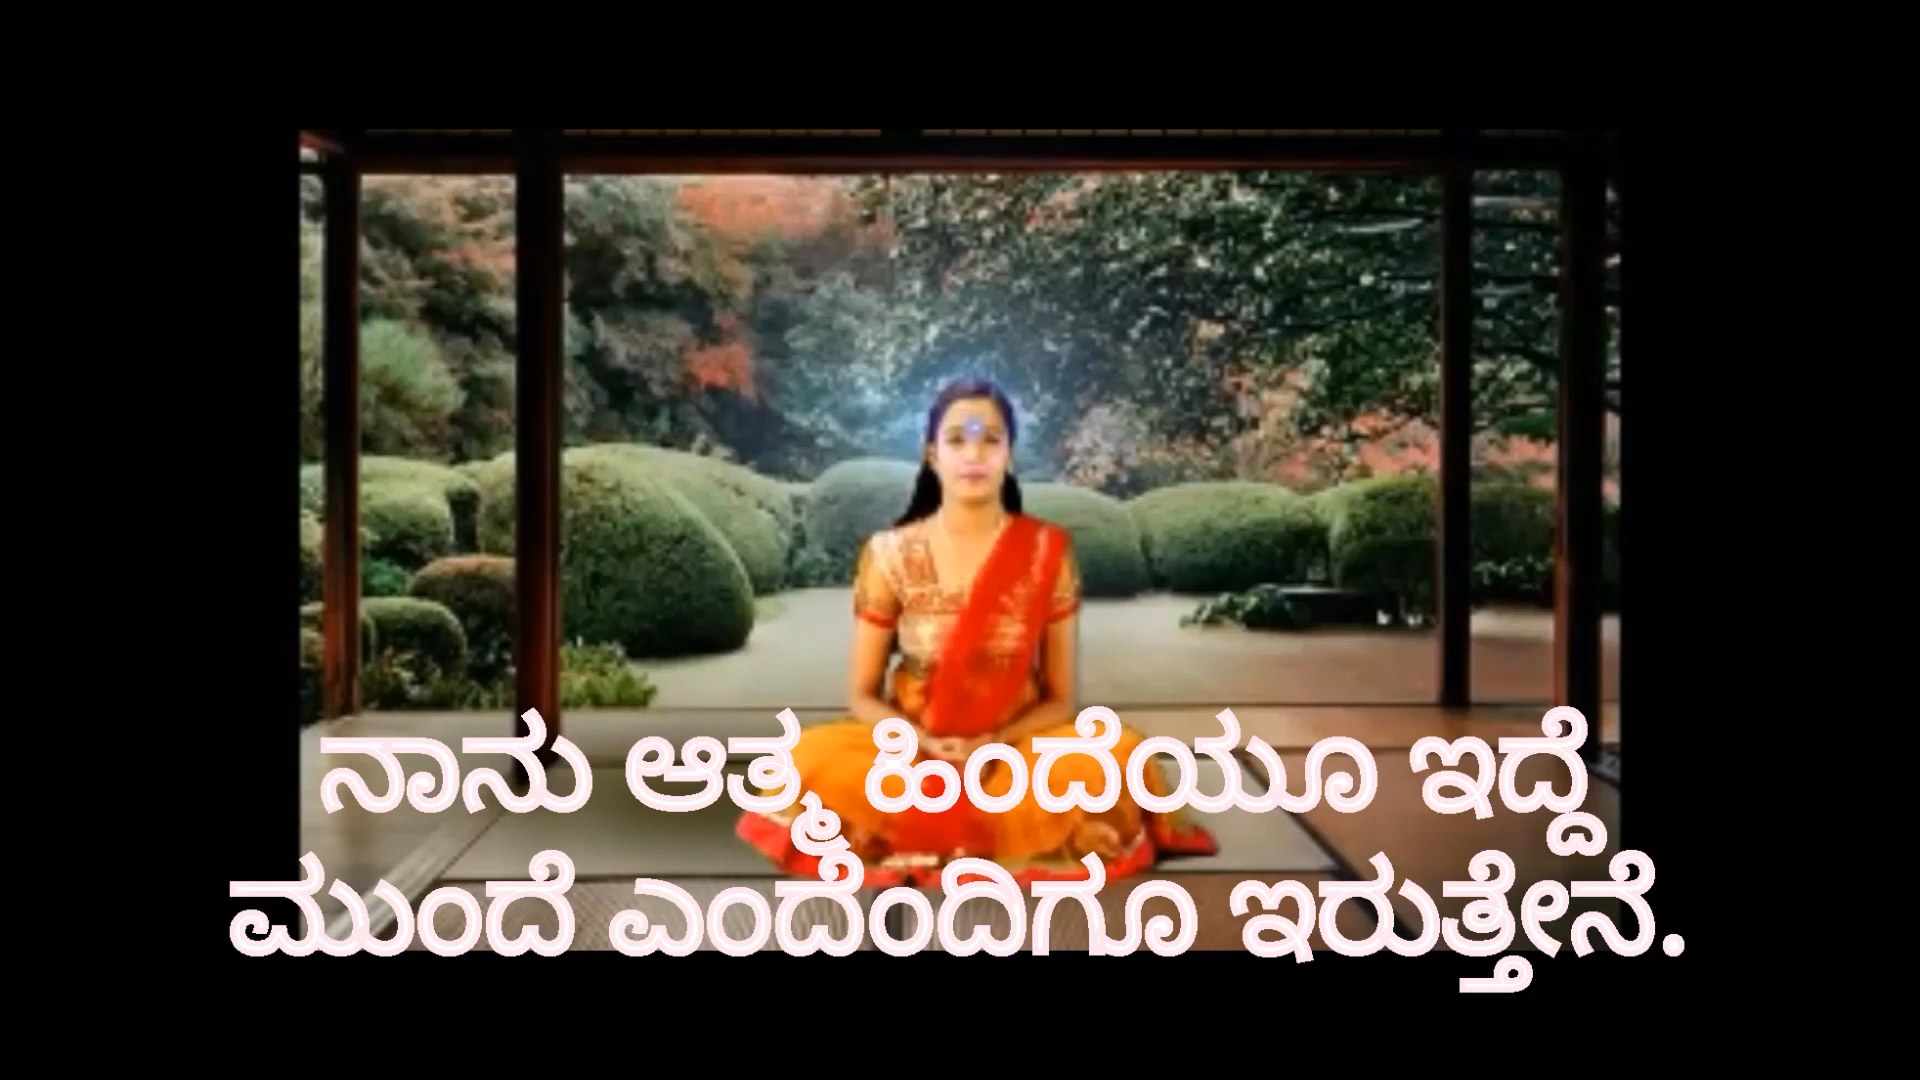 ನಾನು ಆತ್ಮ ಹಿಂದೆಯೂ ಇದ್ದೆ
ಮುಂದೆ ಎಂದೆಂದಿಗೂ ಇರುತ್ತೇನೆ.